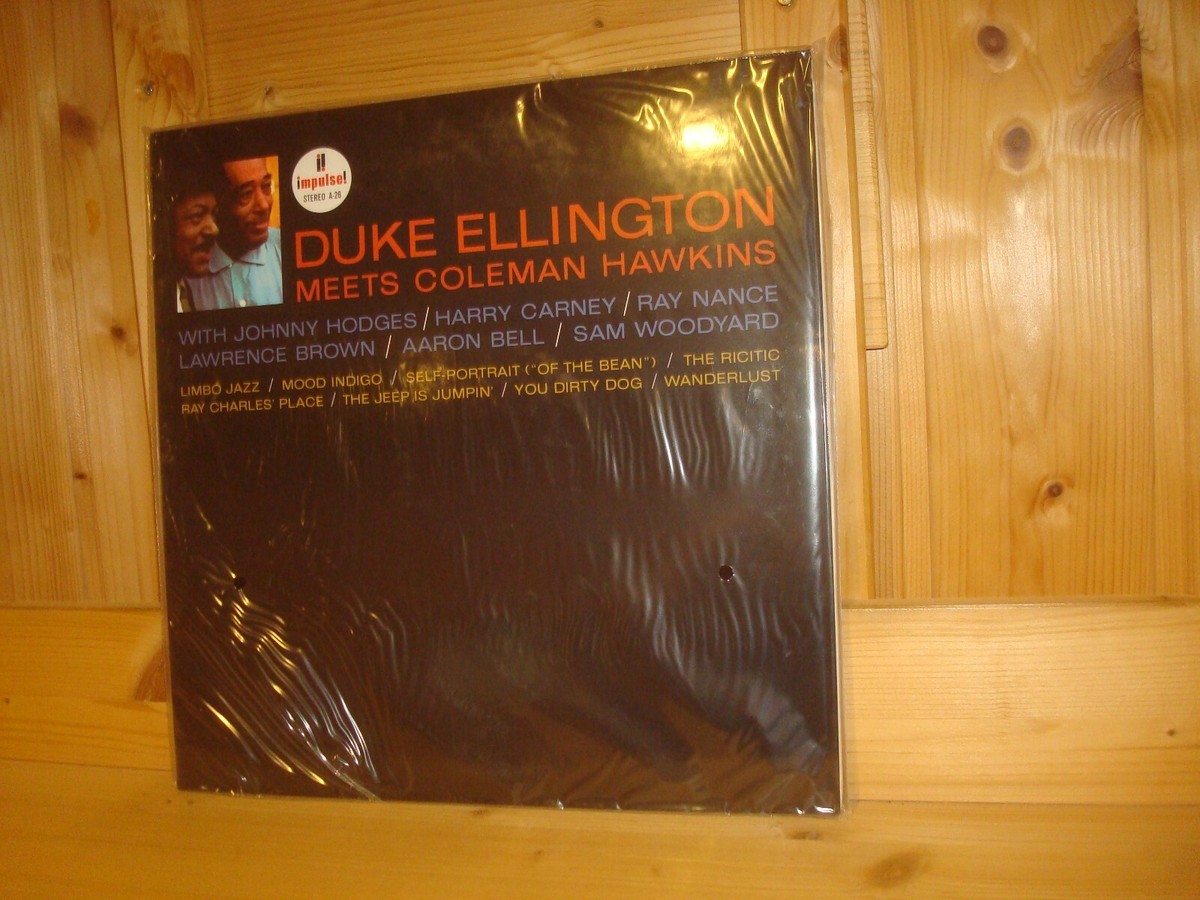 impulse!
STEREO A-26
DUKE ELLINGTON
MEETS COLEMAN HAWKINS
WITH JOHNNY HODGES / HARRY CARNEY / RAY NANCE
LAWRENCE BROWN / AARON BELL / SAM WOODYARD
LIMBO JAZZ / MOOD INDIGO / SELF-PORTRAIT ("OF THE BEAN") / THE RICITIC
RAY CHARLES' PLACE / THE JEEP IS JUMPIN' / YOU DIRTY DOG / WANDERLUST